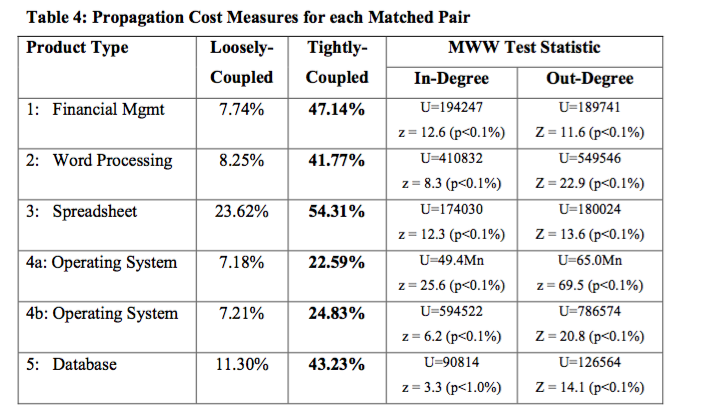 Table 4: Propagation Cost Measures for each Matched Pair
Product Type Loosely-Coupled Tightly-Coupled MWW Test Statistic
In-Degree Out-Degree
1: Financial Mgmt 7.74% 47.14% U=194247 U=189741
z = 12.6 (p<0.1%) Z = 11.6 (p<0.1%)
2: Word Processing 8.25% 41.77% U=410832 U=549546
z = 8.3 (p<0.1%) Z = 22.9 (p<0.1%)
3: Spreadsheet 23.62% 54.31% U=174030 U=180024
z = 12.3 (p<0.1%) Z = 13.6 (p<0.1%)
4a: Operating System 7.18% 22.59% U=49.4Mn U=65.0Mn
z = 25.6 (p<0.1%) z = 69.5 (p<0.1%)
4b: Operating System 7.21% 24.83% U=594522 U=786574
z = 6.2 (p<0.1%) Z = 20.8 (p<0.1%)
5: Database 11.30% 43.23% U=90814 U=126564
z = 3.3 (p<1.0%) Z = 14.1 (p<0.1%)